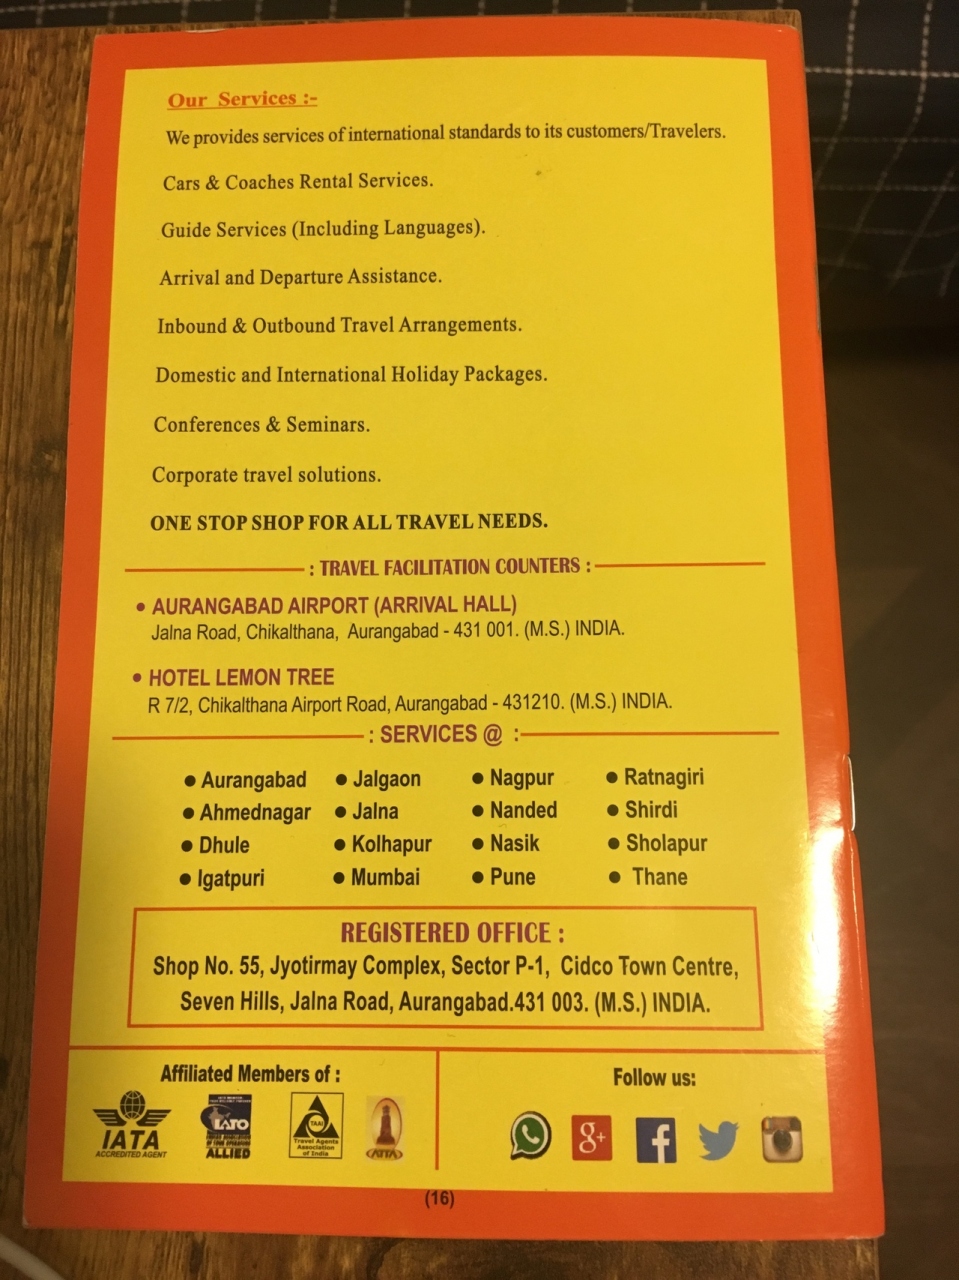 Our Services :-
We provides services of international standards to its customers/Travelers.
Cars & Coaches Rental Services.
Guide Services (Including Languages).
Arrival and Departure Assistance.
Inbound & Outbound Travel Arrangements.
Domestic and International Holiday Packages.
Conferences & Seminars.
Corporate travel solutions.
ONE STOP SHOP FOR ALL TRAVEL NEEDS.
: TRAVEL FACILITATION COUNTERS :
• AURANGABAD AIRPORT (ARRIVAL HALL)
Jalna Road, Chikalthana, Aurangabad - 431 001. (M.S.) INDIA.
• HOTEL LEMON TREE
R 7/2, Chikalthana Airport Road, Aurangabad - 431210. (M.S.) INDIA.
: SERVICES @ :
• Aurangabad • Jalgaon • Nagpur • Ratnagiri
• Ahmednagar • Jalna • Nanded • Shirdi
• Dhule • Kolhapur • Nasik • Sholapur
• Igatpuri • Mumbai • Pune • Thane
REGISTERED OFFICE :
Shop No. 55, Jyotirmay Complex, Sector P-1, Cidco Town Centre,
Seven Hills, Jalna Road, Aurangabad.431 003. (M.S.) INDIA.
Affiliated Members of :
IATA
ACCREDITED AGENT
IATO
ALLIED
TAAI
Travel Agents
Association
of India
ATTA
Follow us:
g+
f
(16)